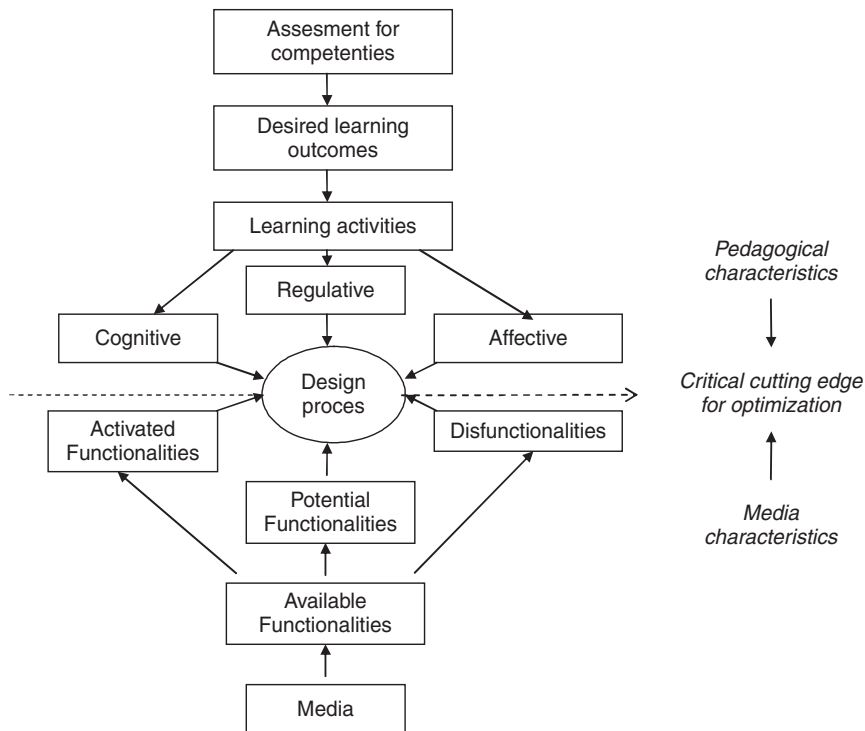 Assesment for
competenties
Desired learning
outcomes
Learning activities
Regulative
Cognitive
Affective
Design
proces
Activated
Functionalities
Disfunctionalities
Potential
Functionalities
Available
Functionalities
Media
Pedagogical
characteristics
Critical cutting edge
for optimization
Media
characteristics